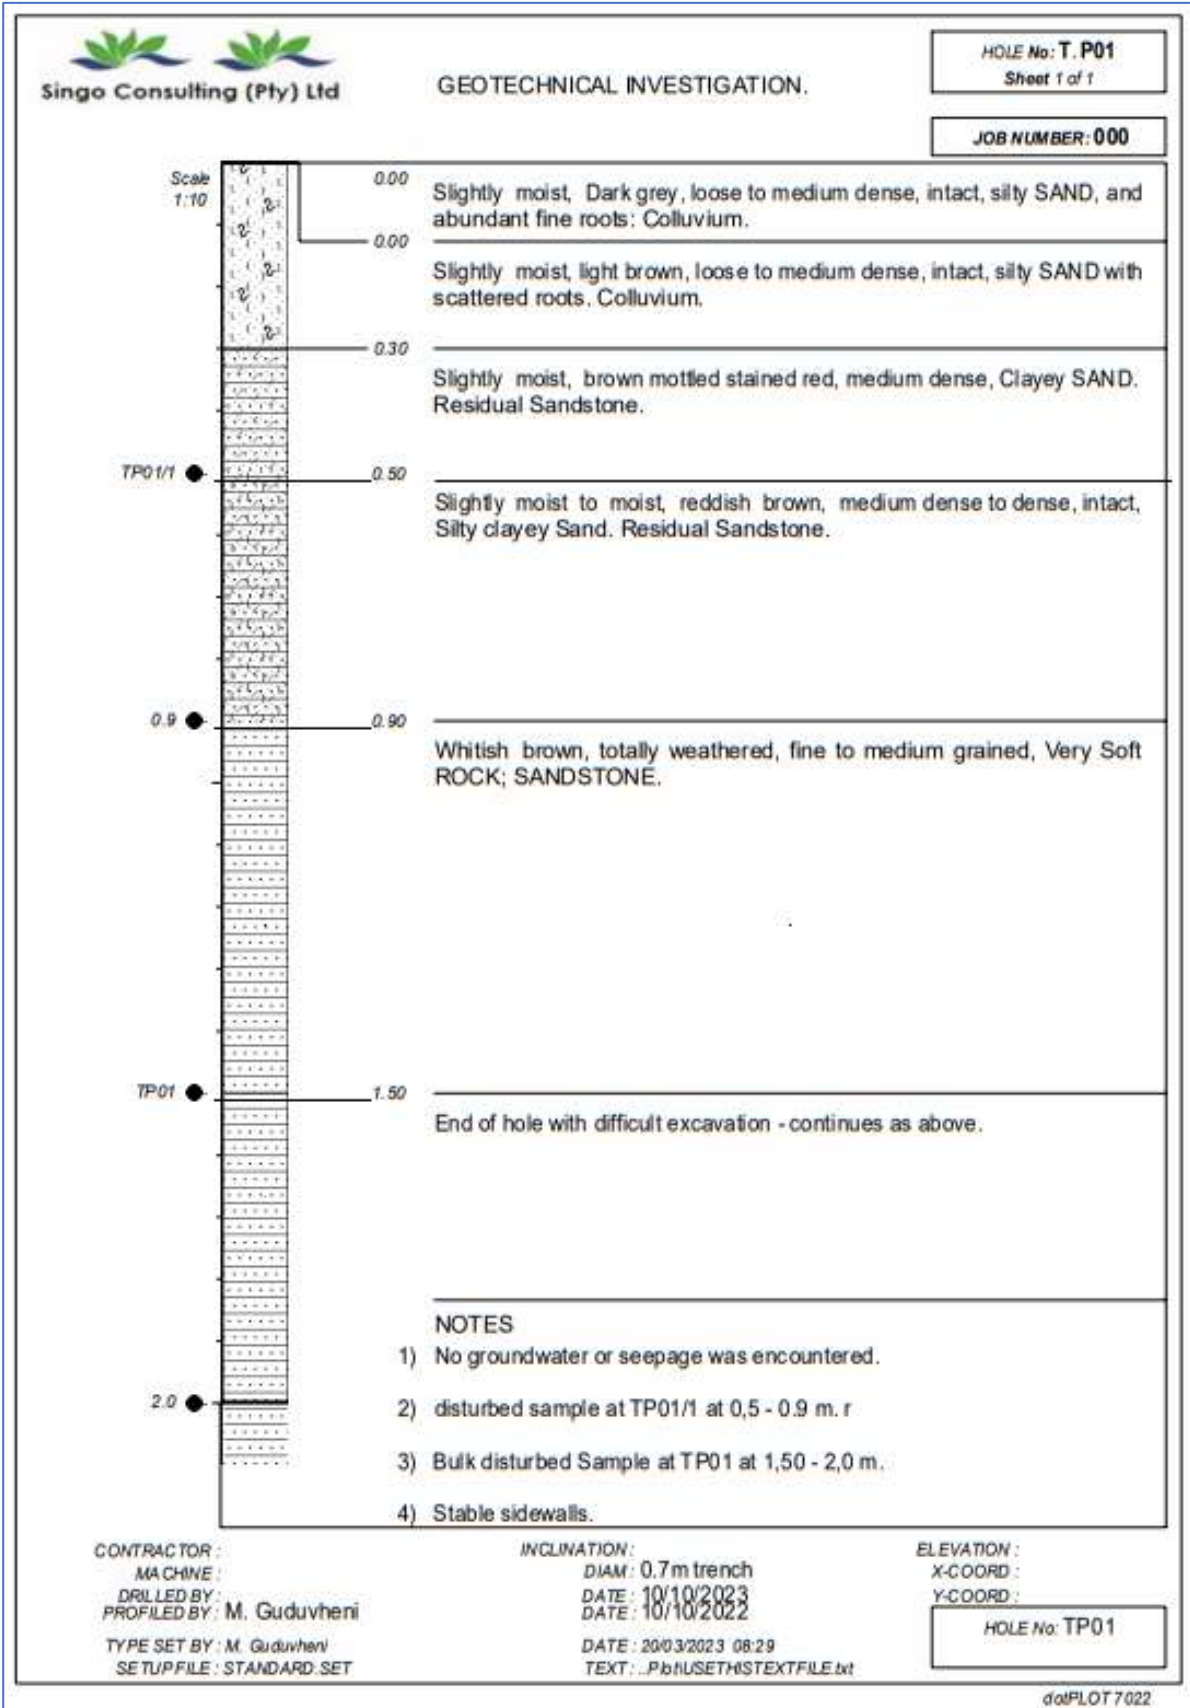 Singo Consulting (Pty) Ltd
GEOTECHNICAL INVESTIGATION.
HOLE No: T.P01
Sheet 1 of 1
JOB NUMBER: 000
Scale
1:10
0.00
Slightly moist, Dark grey, loose to medium dense, intact, silty SAND, and
abundant fine roots: Colluvium.
0.00
Slightly moist, light brown, loose to medium dense, intact, silty SAND with
scattered roots. Colluvium.
0.30
Slightly moist, brown mottled stained red, medium dense, Clayey SAND.
Residual Sandstone.
TP01/1
0.50
Slightly moist to moist, reddish brown, medium dense to dense, intact,
Silty clayey Sand. Residual Sandstone.
0.9
0.90
Whitish brown, totally weathered, fine to medium grained, Very Soft
ROCK; SANDSTONE.
TP01
1.50
End of hole with difficult excavation - continues as above.
NOTES
1) No groundwater or seepage was encountered.
2.0
2) disturbed sample at TP01/1 at 0,5 - 0.9 m. r
3) Bulk disturbed Sample at TP01 at 1,50 - 2,0 m.
4) Stable sidewalls.
CONTRACTOR :
MACHINE :
DRILLED BY :
PROFILED BY : M. Guduvheni
TYPE SET BY : M. Guduvheni
SETUP FILE : STANDARD.SET
INCLINATION :
DIAM : 0.7m trench
DATE : 10/10/2023
DATE : 10/10/2022
DATE : 20/03/2023 08:29
TEXT : ..Plot\USETHISTEXTFILE.txt
ELEVATION :
X-COORD :
Y-COORD :
HOLE No: TP01
dotPLOT 7022